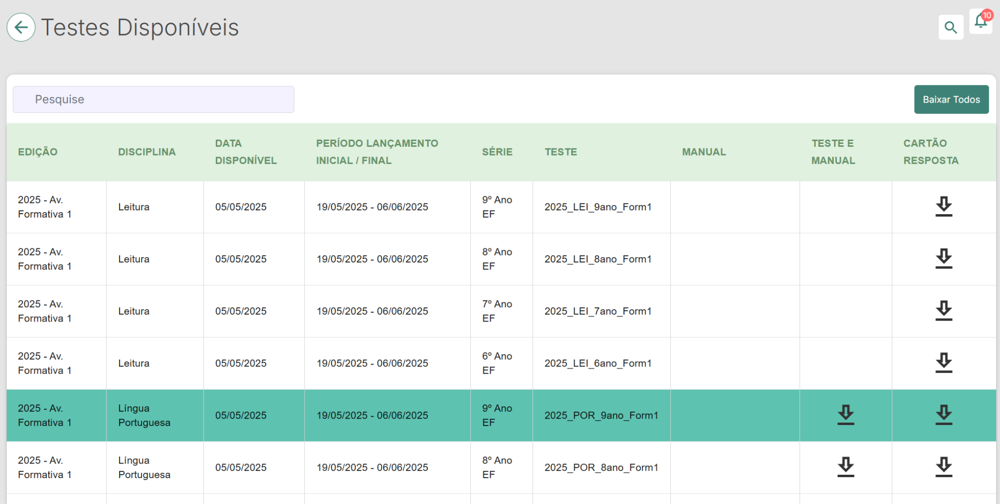 Testes Disponíveis
10
Pesquise
Baixar Todos
EDIÇÃO
DISCIPLINA
DATA
DISPONÍVEL
PERÍODO LANÇAMENTO
INICIAL / FINAL
SÉRIE
TESTE
MANUAL
TESTE E
MANUAL
CARTÃO
RESPOSTA
2025 - Av.
Formativa 1
Leitura
05/05/2025
19/05/2025 - 06/06/2025
9º Ano
EF
2025_LEI_9ano_Form1
2025 - Av.
Formativa 1
Leitura
05/05/2025
19/05/2025 - 06/06/2025
8º Ano
EF
2025_LEI_8ano_Form1
2025 - Av.
Formativa 1
Leitura
05/05/2025
19/05/2025 - 06/06/2025
7º Ano
EF
2025_LEI_7ano_Form1
2025 - Av.
Formativa 1
Leitura
05/05/2025
19/05/2025 - 06/06/2025
6º Ano
EF
2025_LEI_6ano_Form1
2025 - Av.
Formativa 1
Língua
Portuguesa
05/05/2025
19/05/2025 - 06/06/2025
9º Ano
EF
2025_POR_9ano_Form1
2025 - Av.
Formativa 1
Língua
Portuguesa
05/05/2025
19/05/2025 - 06/06/2025
8º Ano
EF
2025_POR_8ano_Form1